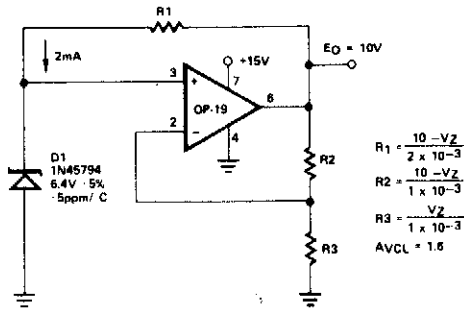 R1
2mA
+15V
EO = 10V
3
+
7
OP-19
6
2
−
4
D1
1N45794
6.4V ·5%
·5ppm/ C
R2
R3
R1 = 10 −VZ
2 x 10−3
R2 = 10 −VZ
1 x 10−3
R3 = VZ
1 x 10−3
AVCL = 1.6